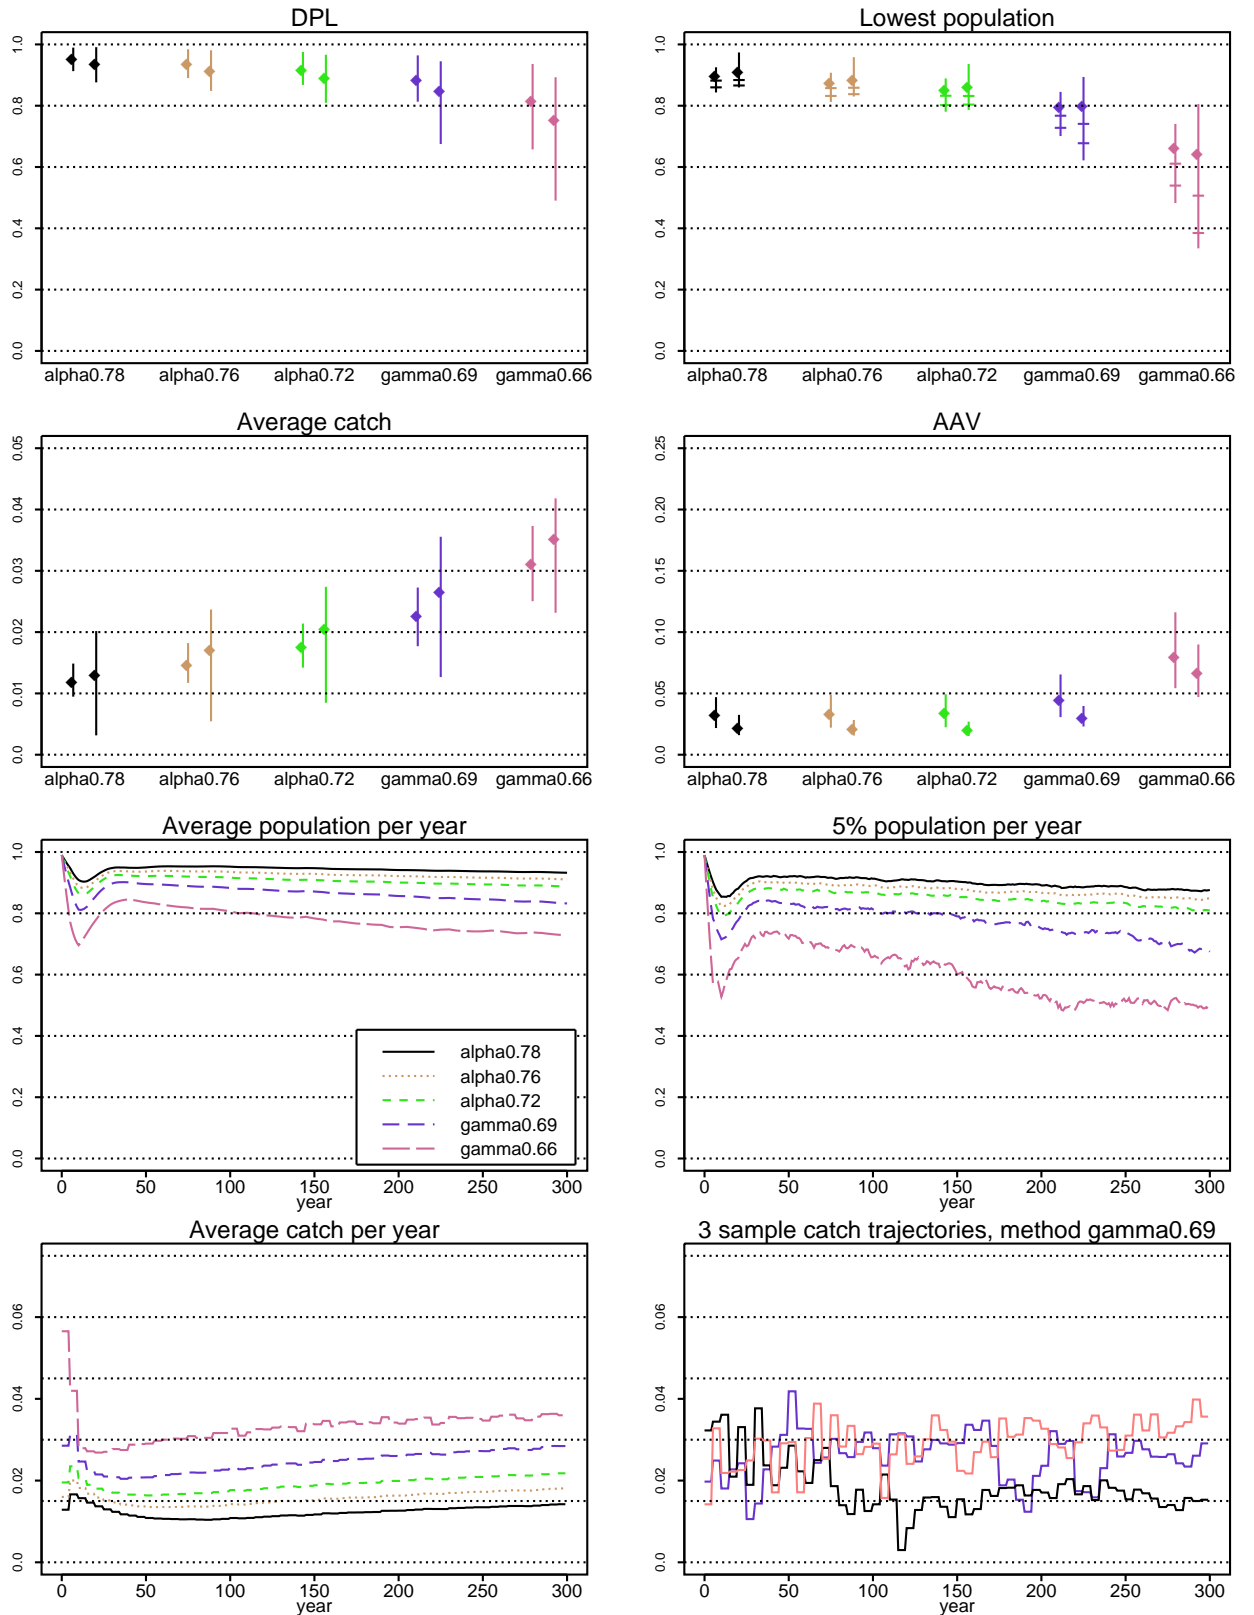 DPL
1.0
0.8
0.6
0.4
0.2
0.0
alpha0.78 alpha0.76 alpha0.72 gamma0.69 gamma0.66
Lowest population
1.0
0.8
0.6
0.4
0.2
0.0
alpha0.78 alpha0.76 alpha0.72 gamma0.69 gamma0.66
Average catch
0.05
0.04
0.03
0.02
0.01
0.0
alpha0.78 alpha0.76 alpha0.72 gamma0.69 gamma0.66
AAV
0.25
0.20
0.15
0.10
0.05
0.0
alpha0.78 alpha0.76 alpha0.72 gamma0.69 gamma0.66
Average population per year
1.0
0.8
0.6
0.4
0.2
0.0
alpha0.78
alpha0.76
alpha0.72
gamma0.69
gamma0.66
0 50 100 150 200 250 300
year
5% population per year
1.0
0.8
0.6
0.4
0.2
0.0
0 50 100 150 200 250 300
year
Average catch per year
0.06
0.04
0.02
0.0
0 50 100 150 200 250 300
year
3 sample catch trajectories, method gamma0.69
0.06
0.04
0.02
0.0
0 50 100 150 200 250 300
year